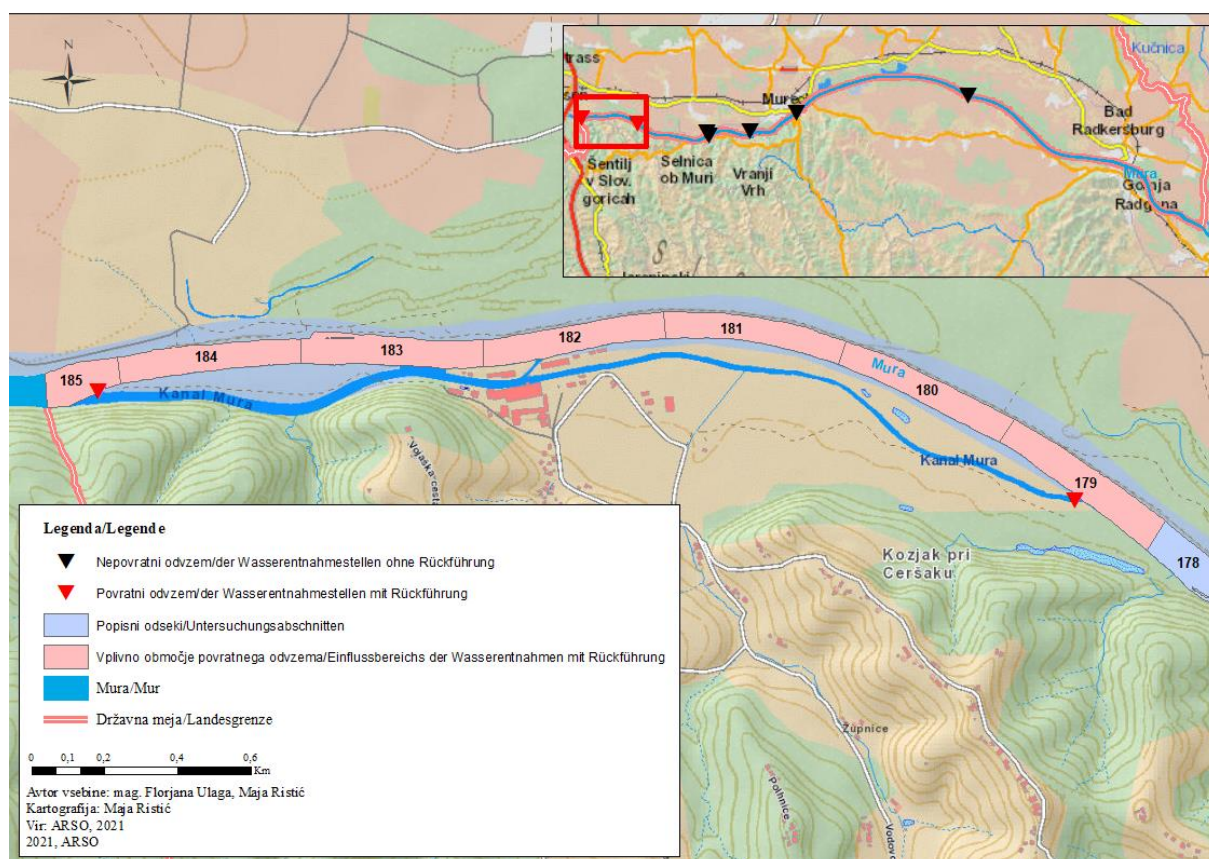 N
Kučnica
Mureck
Bad
Radkersburg
Šentilj
v Slov.
goricah
Selnica
ob Muri
Vranji
Vrh
Mura
Gornja
Radgona
S
185
184
183
182
181
180
179
178
Mura
Kanal Mura
Kanal Mura
Vojaška cesta
Kozjak pri
Ceršaku
Župnice
Polhnice
Legenda/Legende
Nepovratni odvzem/der Wasserentnahmestellen ohne Rückführung
Povratni odvzem/der Wasserentnahmestellen mit Rückführung
Popisni odseki/Untersuchungsabschnitten
Vplivno območje povratnega odvzema/Einflussbereichs der Wasserentnahmen mit Rückführung
Mura/Mur
Državna meja/Landesgrenze
0 0,1 0,2 0,4 0,6
Km
Avtor vsebine: mag. Florjana Ulaga, Maja Ristić
Kartografija: Maja Ristić
Vir: ARSO, 2021
2021, ARSO